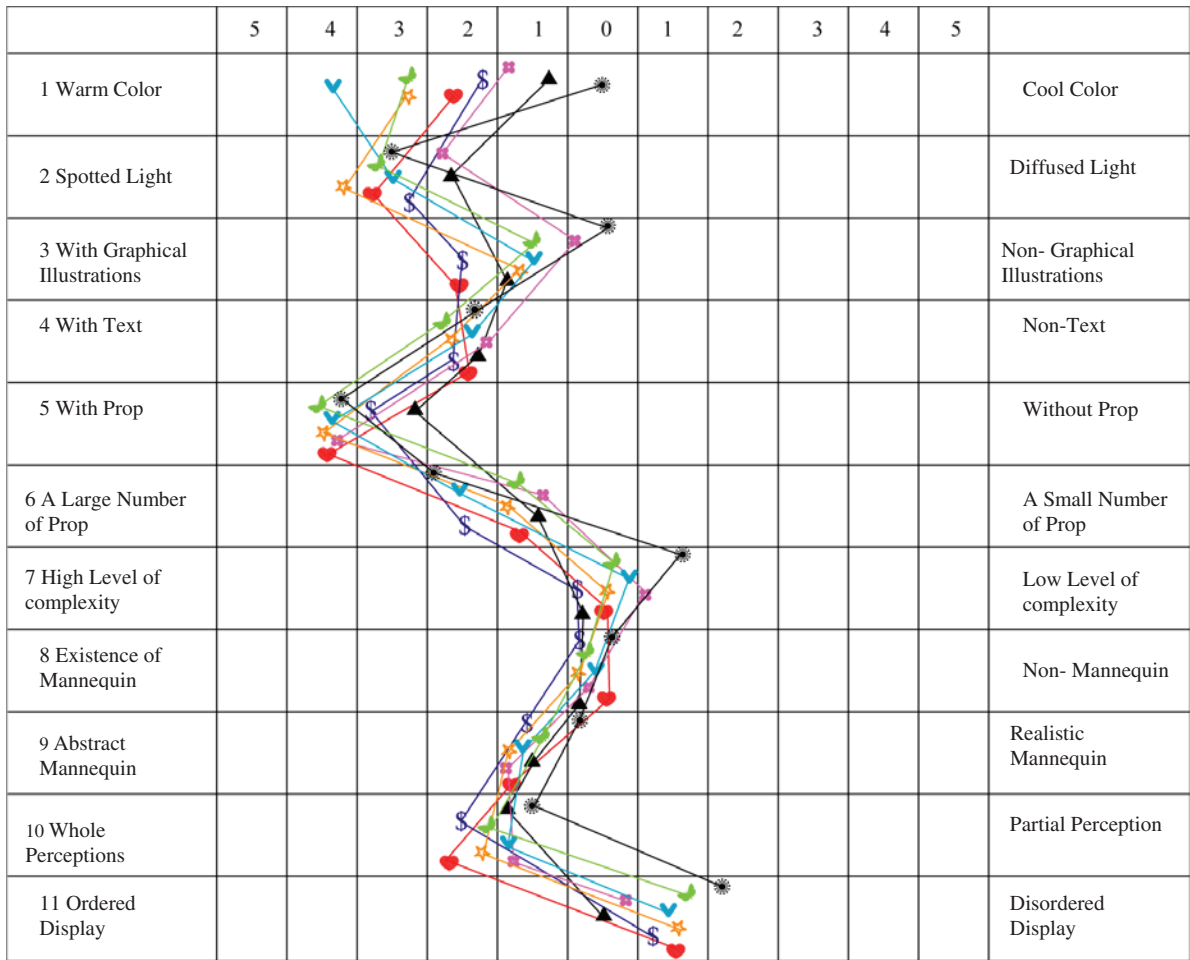 5 4 3 2 1 0 1 2 3 4 5
1 Warm Color
Cool Color
2 Spotted Light
Diffused Light
3 With Graphical
Illustrations
Non- Graphical
Illustrations
4 With Text
Non-Text
5 With Prop
Without Prop
6 A Large Number
of Prop
A Small Number
of Prop
7 High Level of
complexity
Low Level of
complexity
8 Existence of
Mannequin
Non- Mannequin
9 Abstract
Mannequin
Realistic
Mannequin
10 Whole
Perceptions
Partial Perception
11 Ordered
Display
Disordered
Display